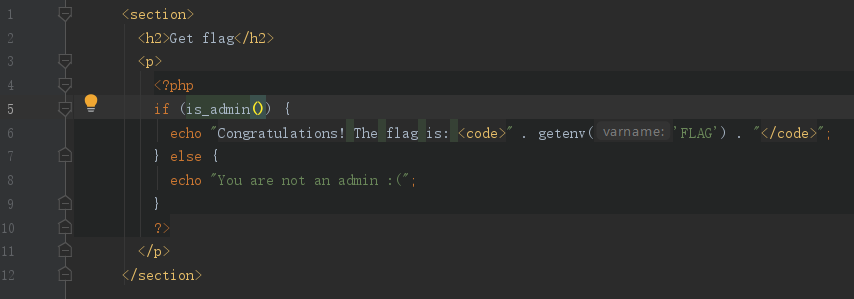 1 <section>
2 <h2>Get flag</h2>
3 <p>
4 <?php
5 if (is_admin()) {
6 echo "Congratulations! The flag is: <code>" . getenv( varname: 'FLAG') . "</code>";
7 } else {
8 echo "You are not an admin :(";
9 }
10 ?>
11 </p>
12 </section>